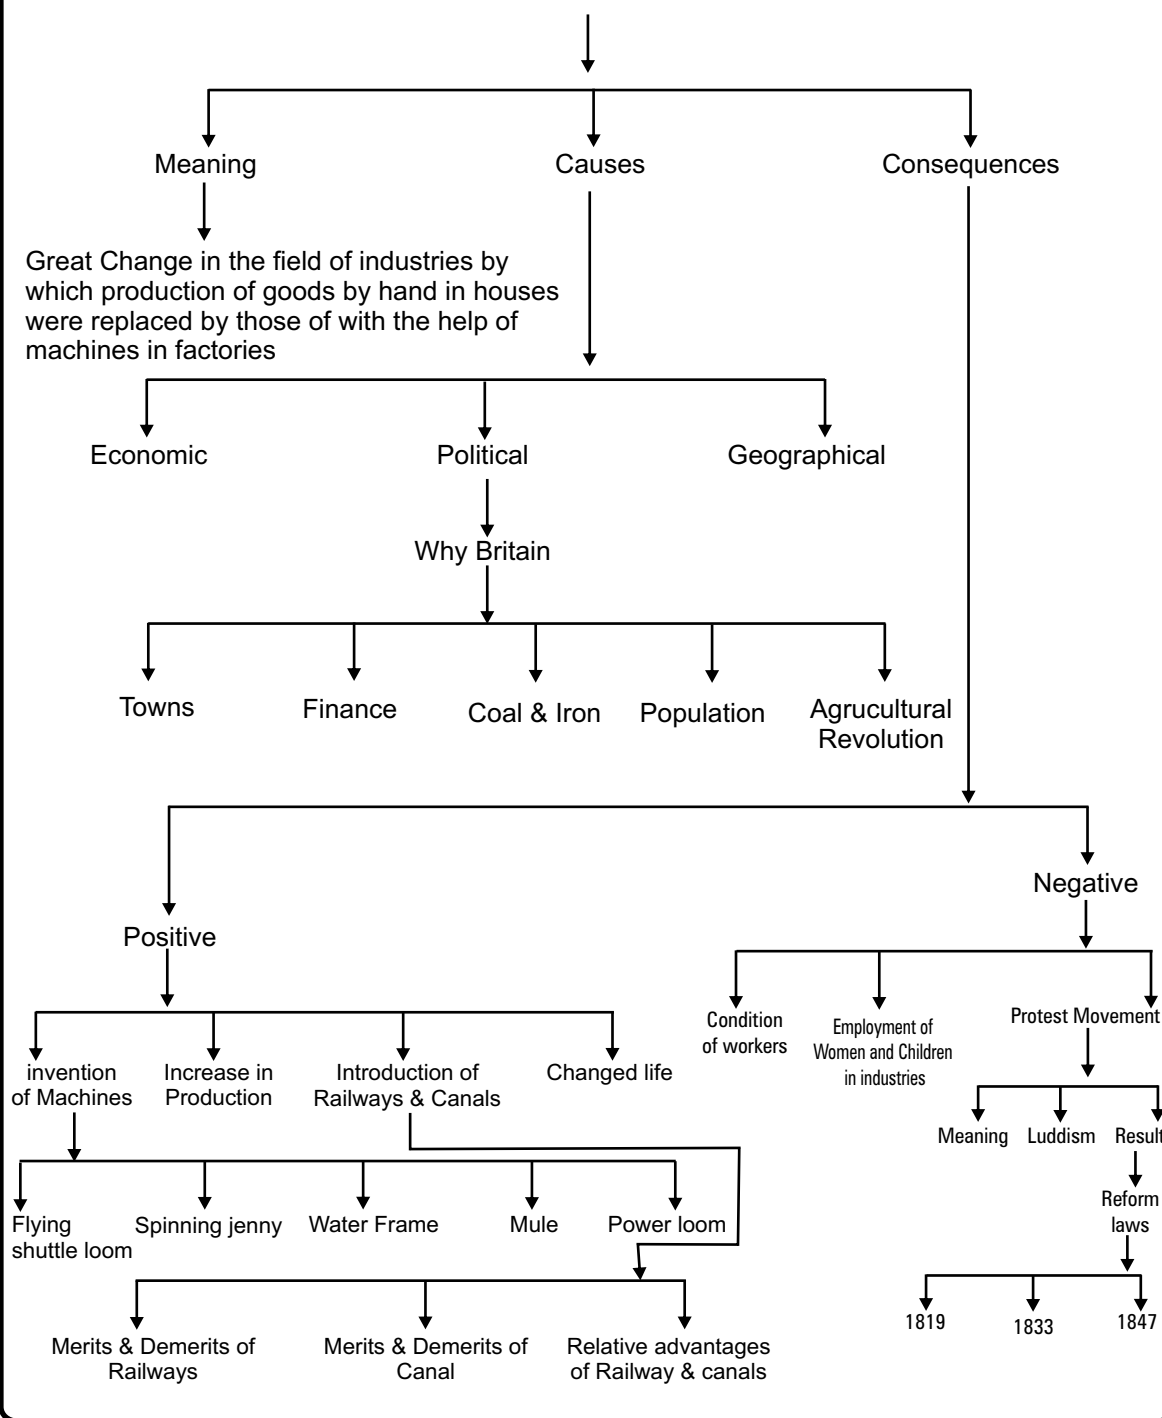 Meaning
Causes
Consequences
Great Change in the field of industries by
which production of goods by hand in houses
were replaced by those of with the help of
machines in factories
Economic
Political
Geographical
Why Britain
Towns
Finance
Coal & Iron
Population
Agrucultural
Revolution
Negative
Positive
Condition
of workers
Employment of
Women and Children
in industries
Protest Movement
invention
of Machines
Increase in
Production
Introduction of
Railways & Canals
Changed life
Meaning
Luddism
Result
Reform
laws
Flying
shuttle loom
Spinning jenny
Water Frame
Mule
Power loom
1819
1833
1847
Merits & Demerits of
Railways
Merits & Demerits of
Canal
Relative advantages
of Railway & canals